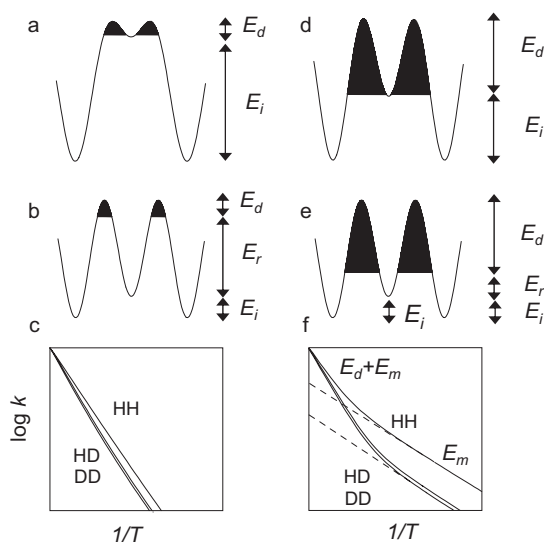 a
E_d
E_i
d
E_d
E_i
b
E_d
E_r
E_i
e
E_d
E_r
E_i
E_i
c
log k
HH
HD
DD
1/T
f
E_d+E_m
HH
E_m
HD
DD
1/T